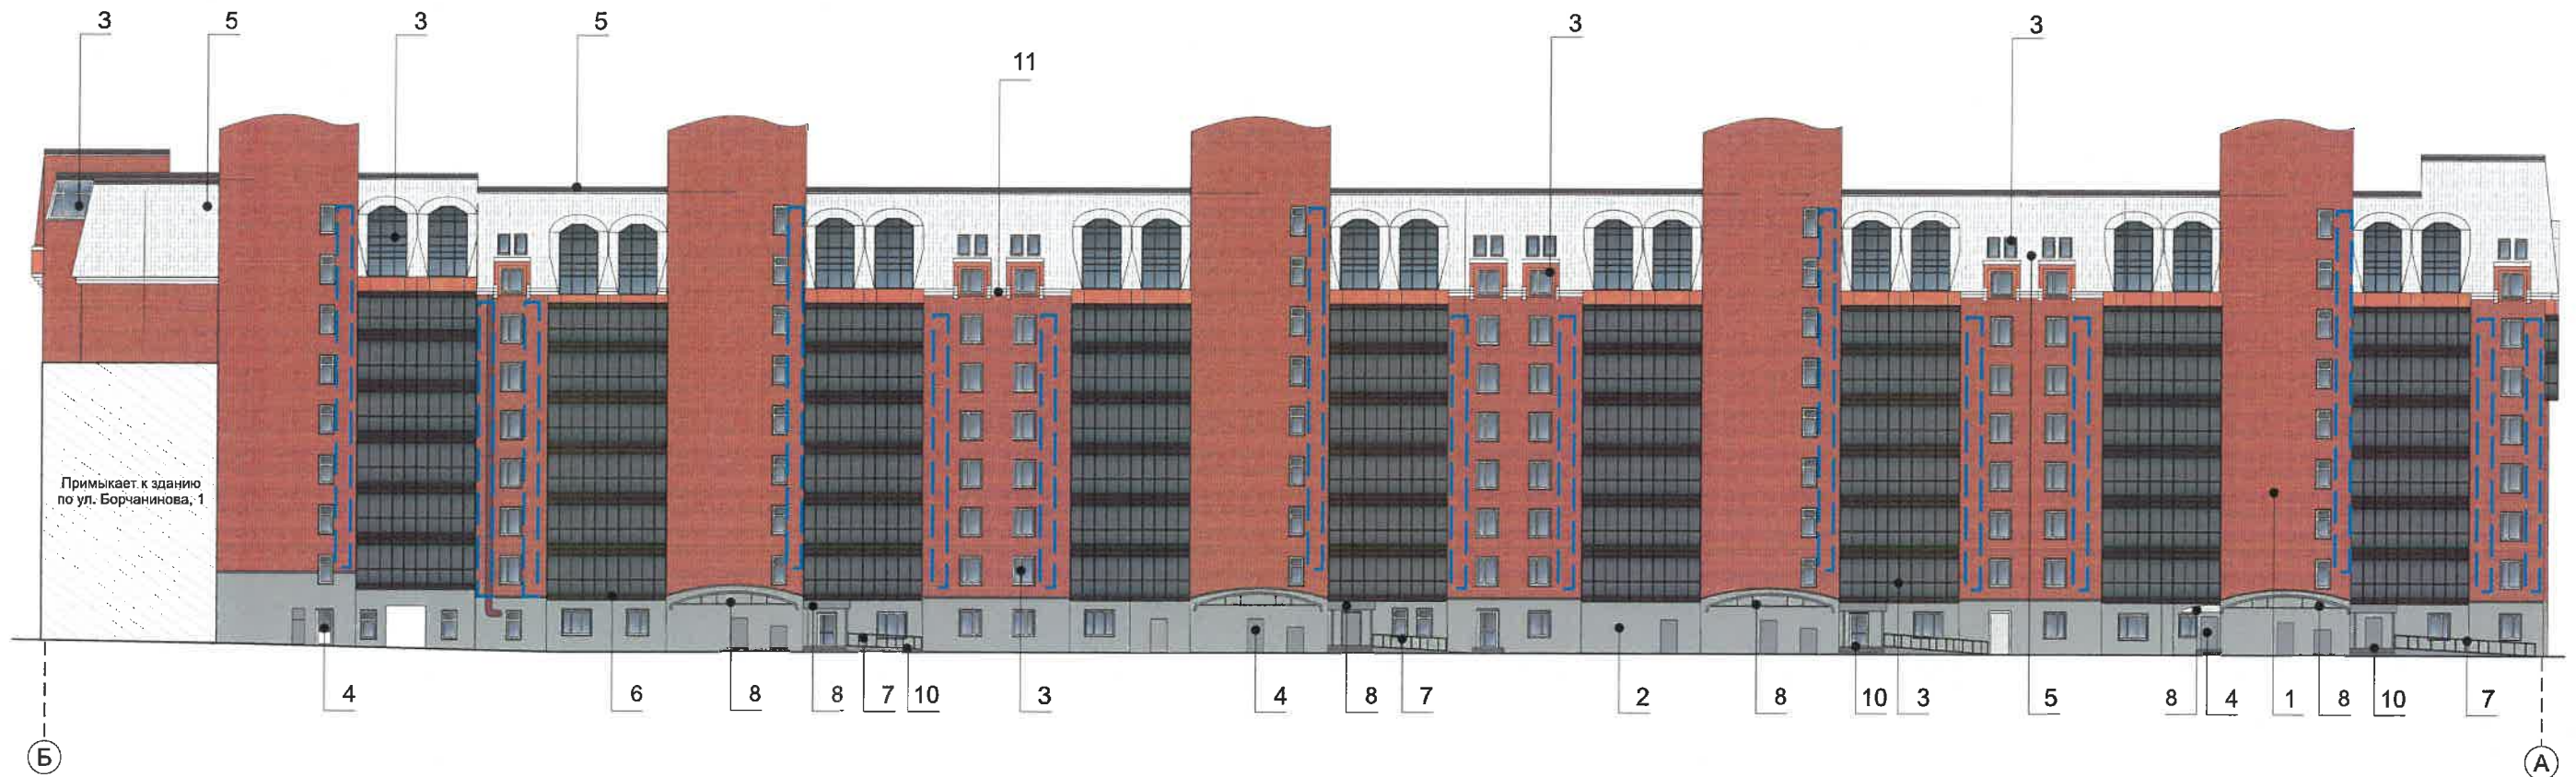 3 5 3 5 3 3
11
Примыкает к зданию
по ул. Борчанинова, 1
4 6 8 8 7 10 3 4 8 7 2 8 10 3 5 8 4 1 8 10 7
Б А